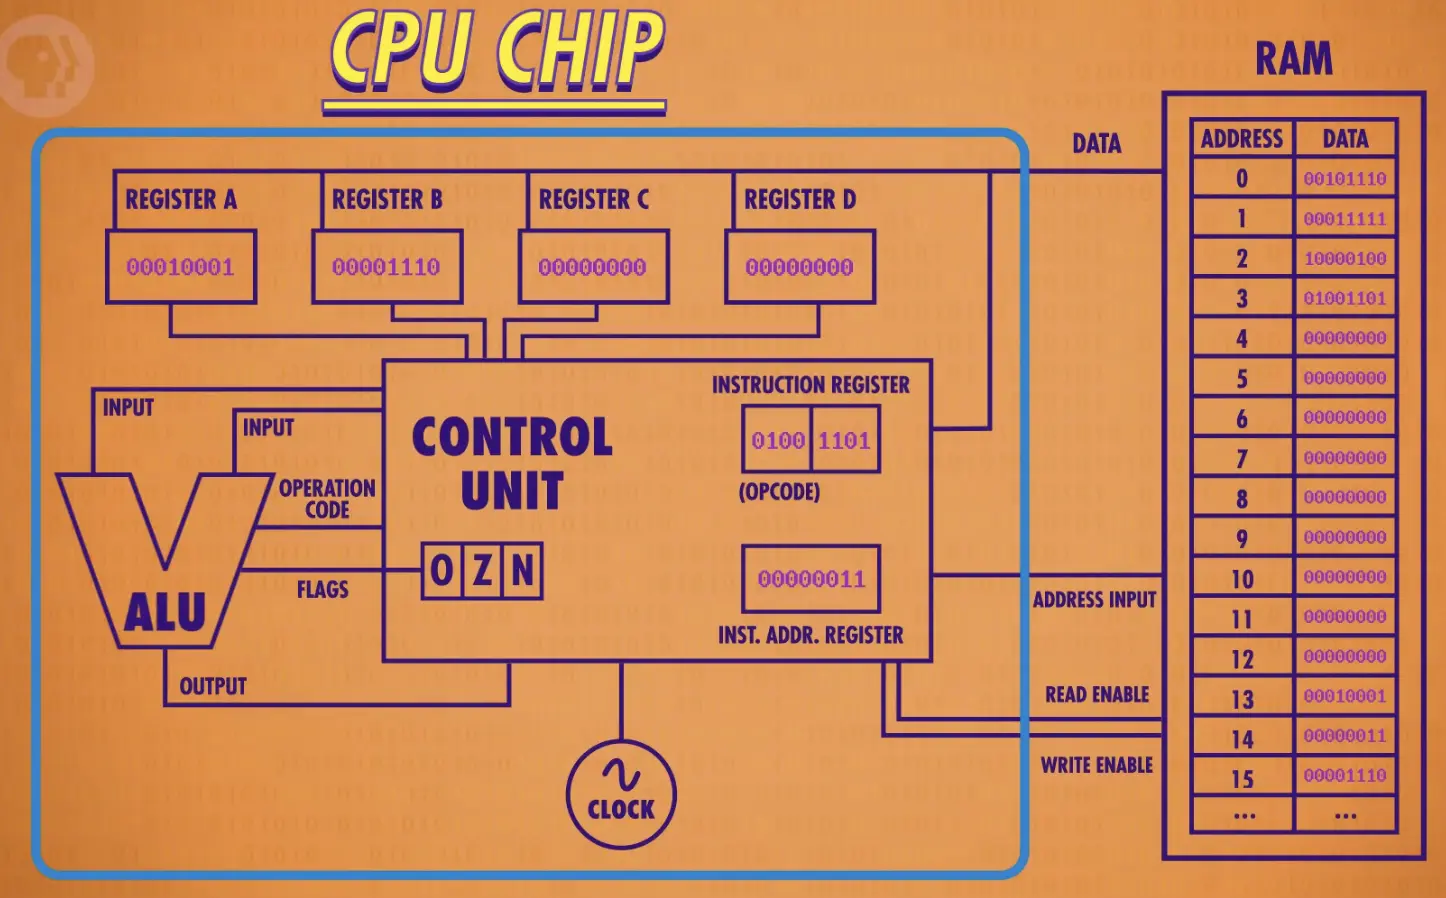 CPU CHIP
RAM
DATA
ADDRESS DATA
0 00101110
1 00011111
2 10000100
3 01001101
4 00000000
5 00000000
6 00000000
7 00000000
8 00000000
9 00000000
10 00000000
11 00000000
12 00000000
13 00010001
14 00000011
15 00001110
... ...
REGISTER A
00010001
REGISTER B
00001110
REGISTER C
00000000
REGISTER D
00000000
INPUT
INPUT
OPERATION
CODE
FLAGS
ALU
OUTPUT
CONTROL
UNIT
O Z N
INSTRUCTION REGISTER
0100 1101
(OPCODE)
00000011
INST. ADDR. REGISTER
CLOCK
ADDRESS INPUT
READ ENABLE
WRITE ENABLE